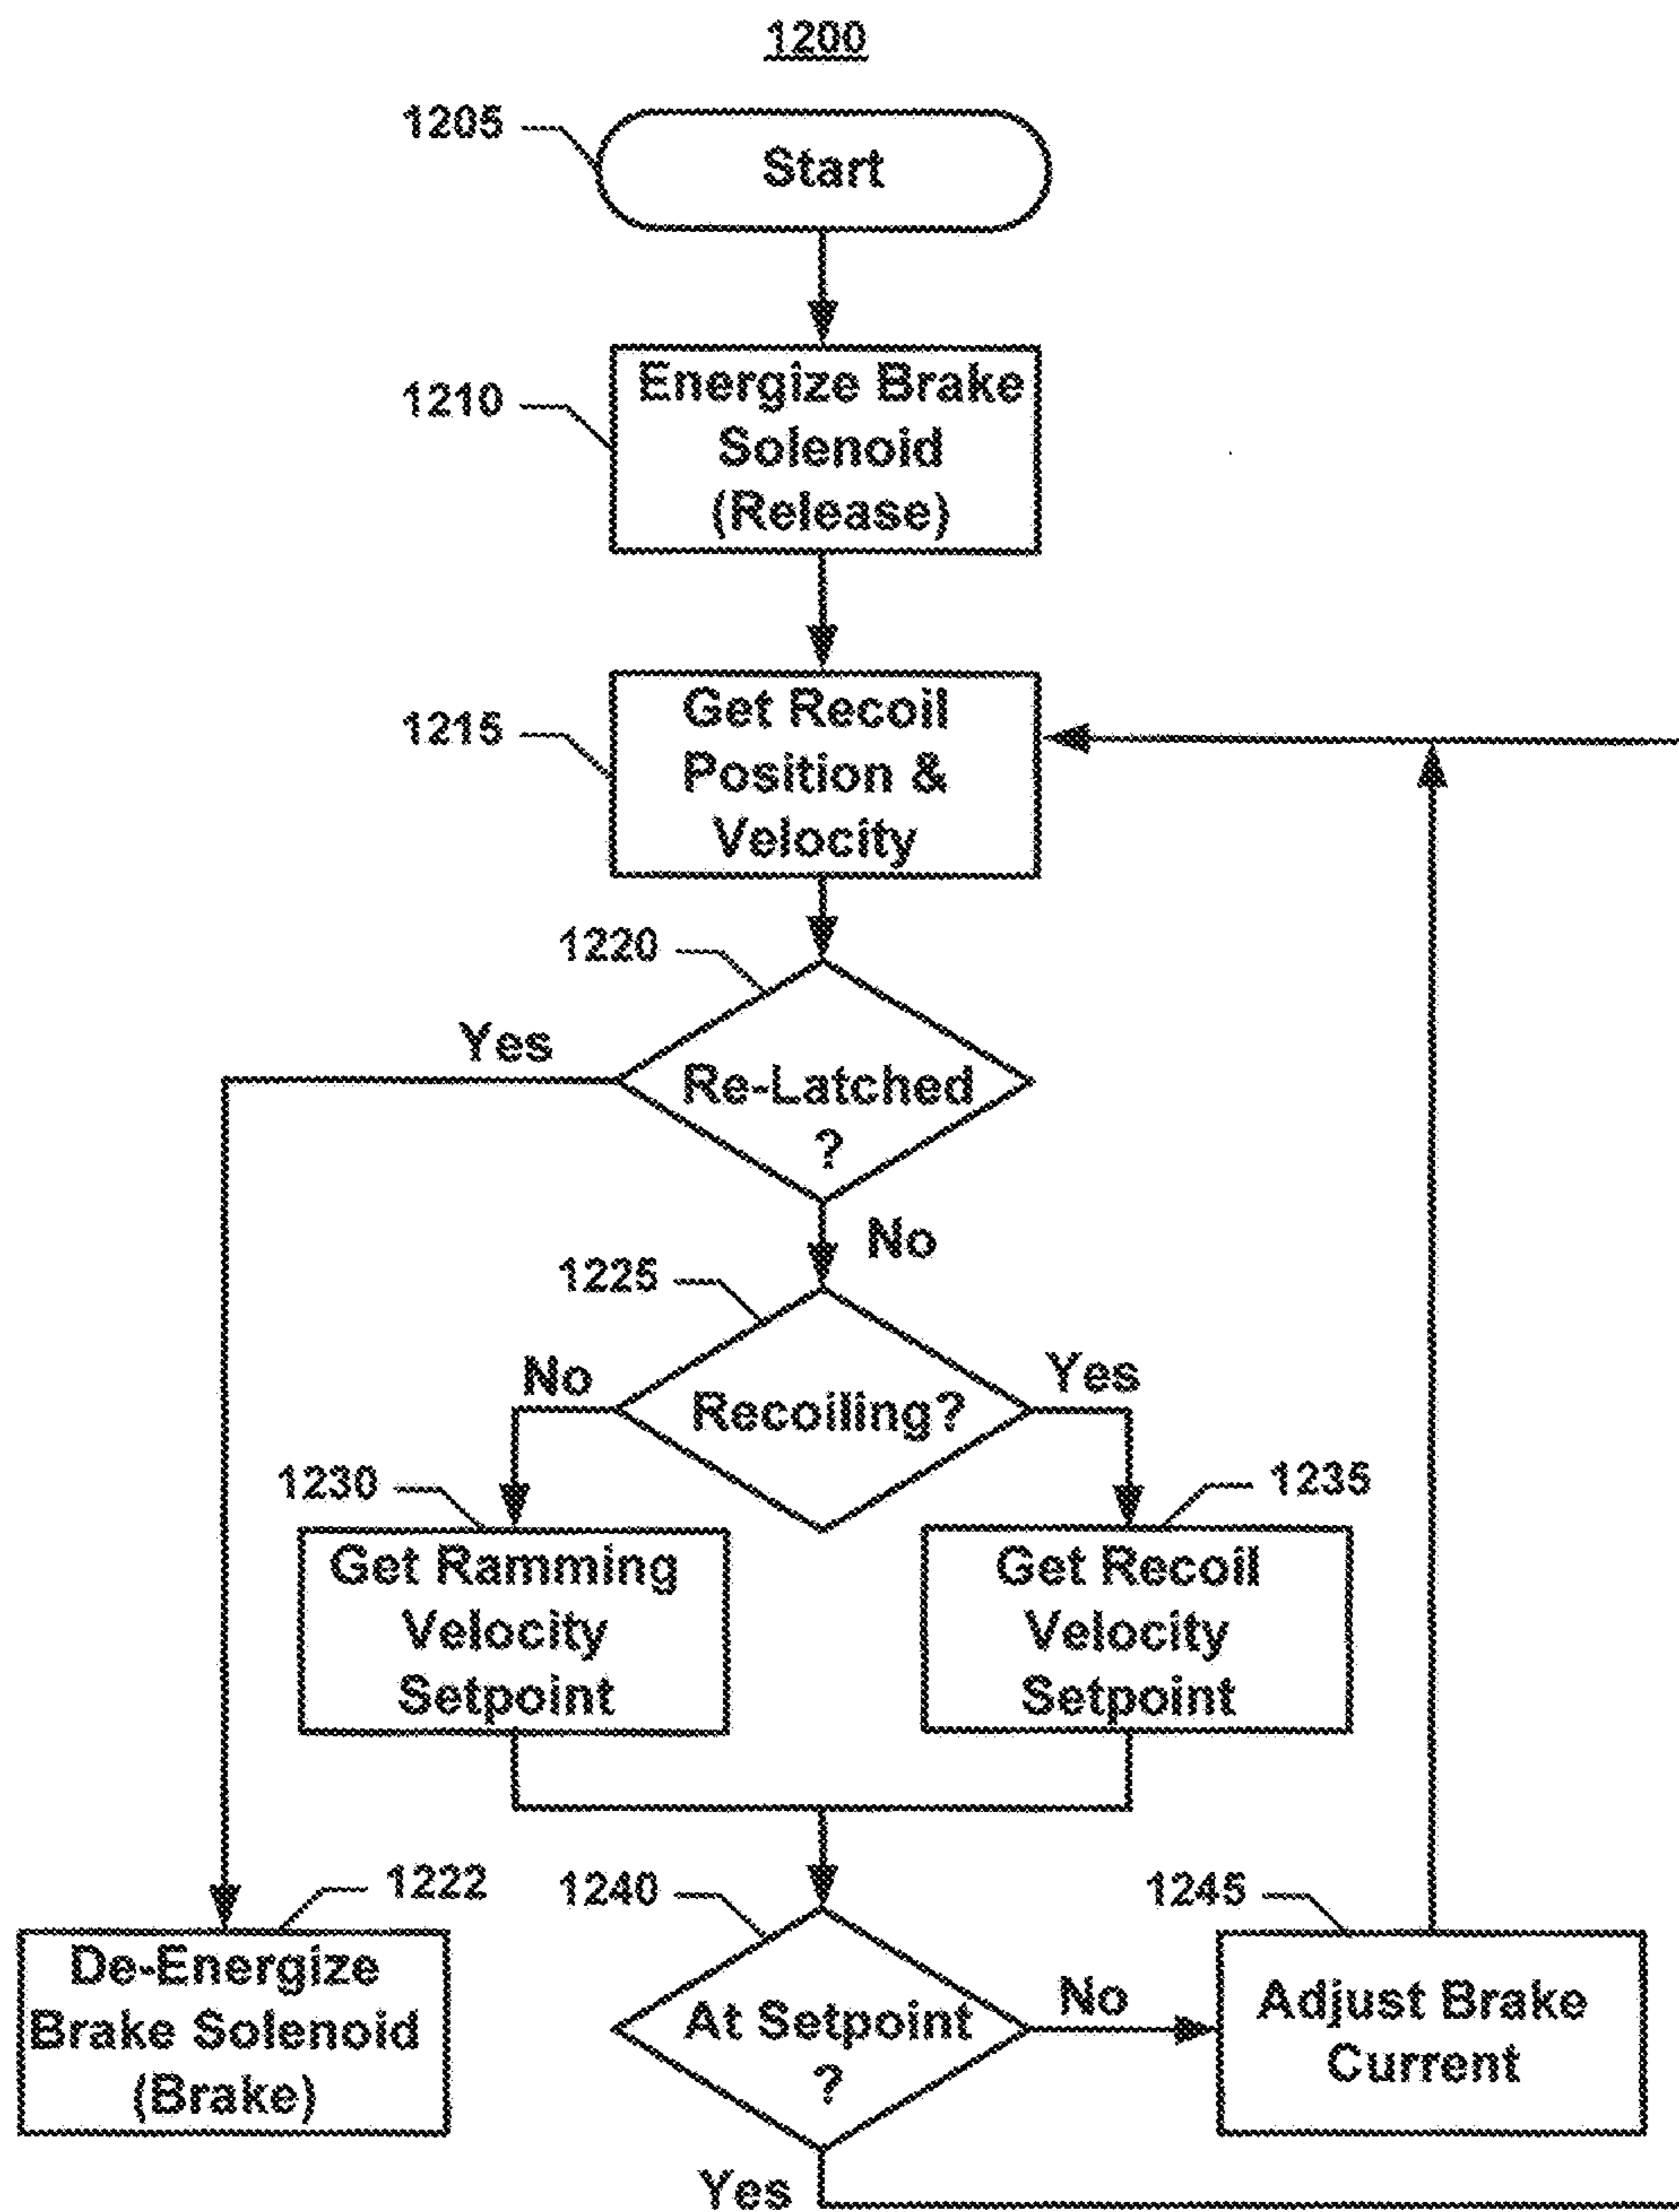 1200
1205
Start
1210
Energize Brake
Solenoid
(Release)
1215
Get Recoil
Position &
Velocity
1220
Yes
Re-Latched
?
No
1225
No
Yes
Recoiling?
1230
1235
Get Ramming
Velocity
Setpoint
Get Recoil
Velocity
Setpoint
1222
De-Energize
Brake Solenoid
(Brake)
1240
At Setpoint
?
No
1245
Adjust Brake
Current
Yes